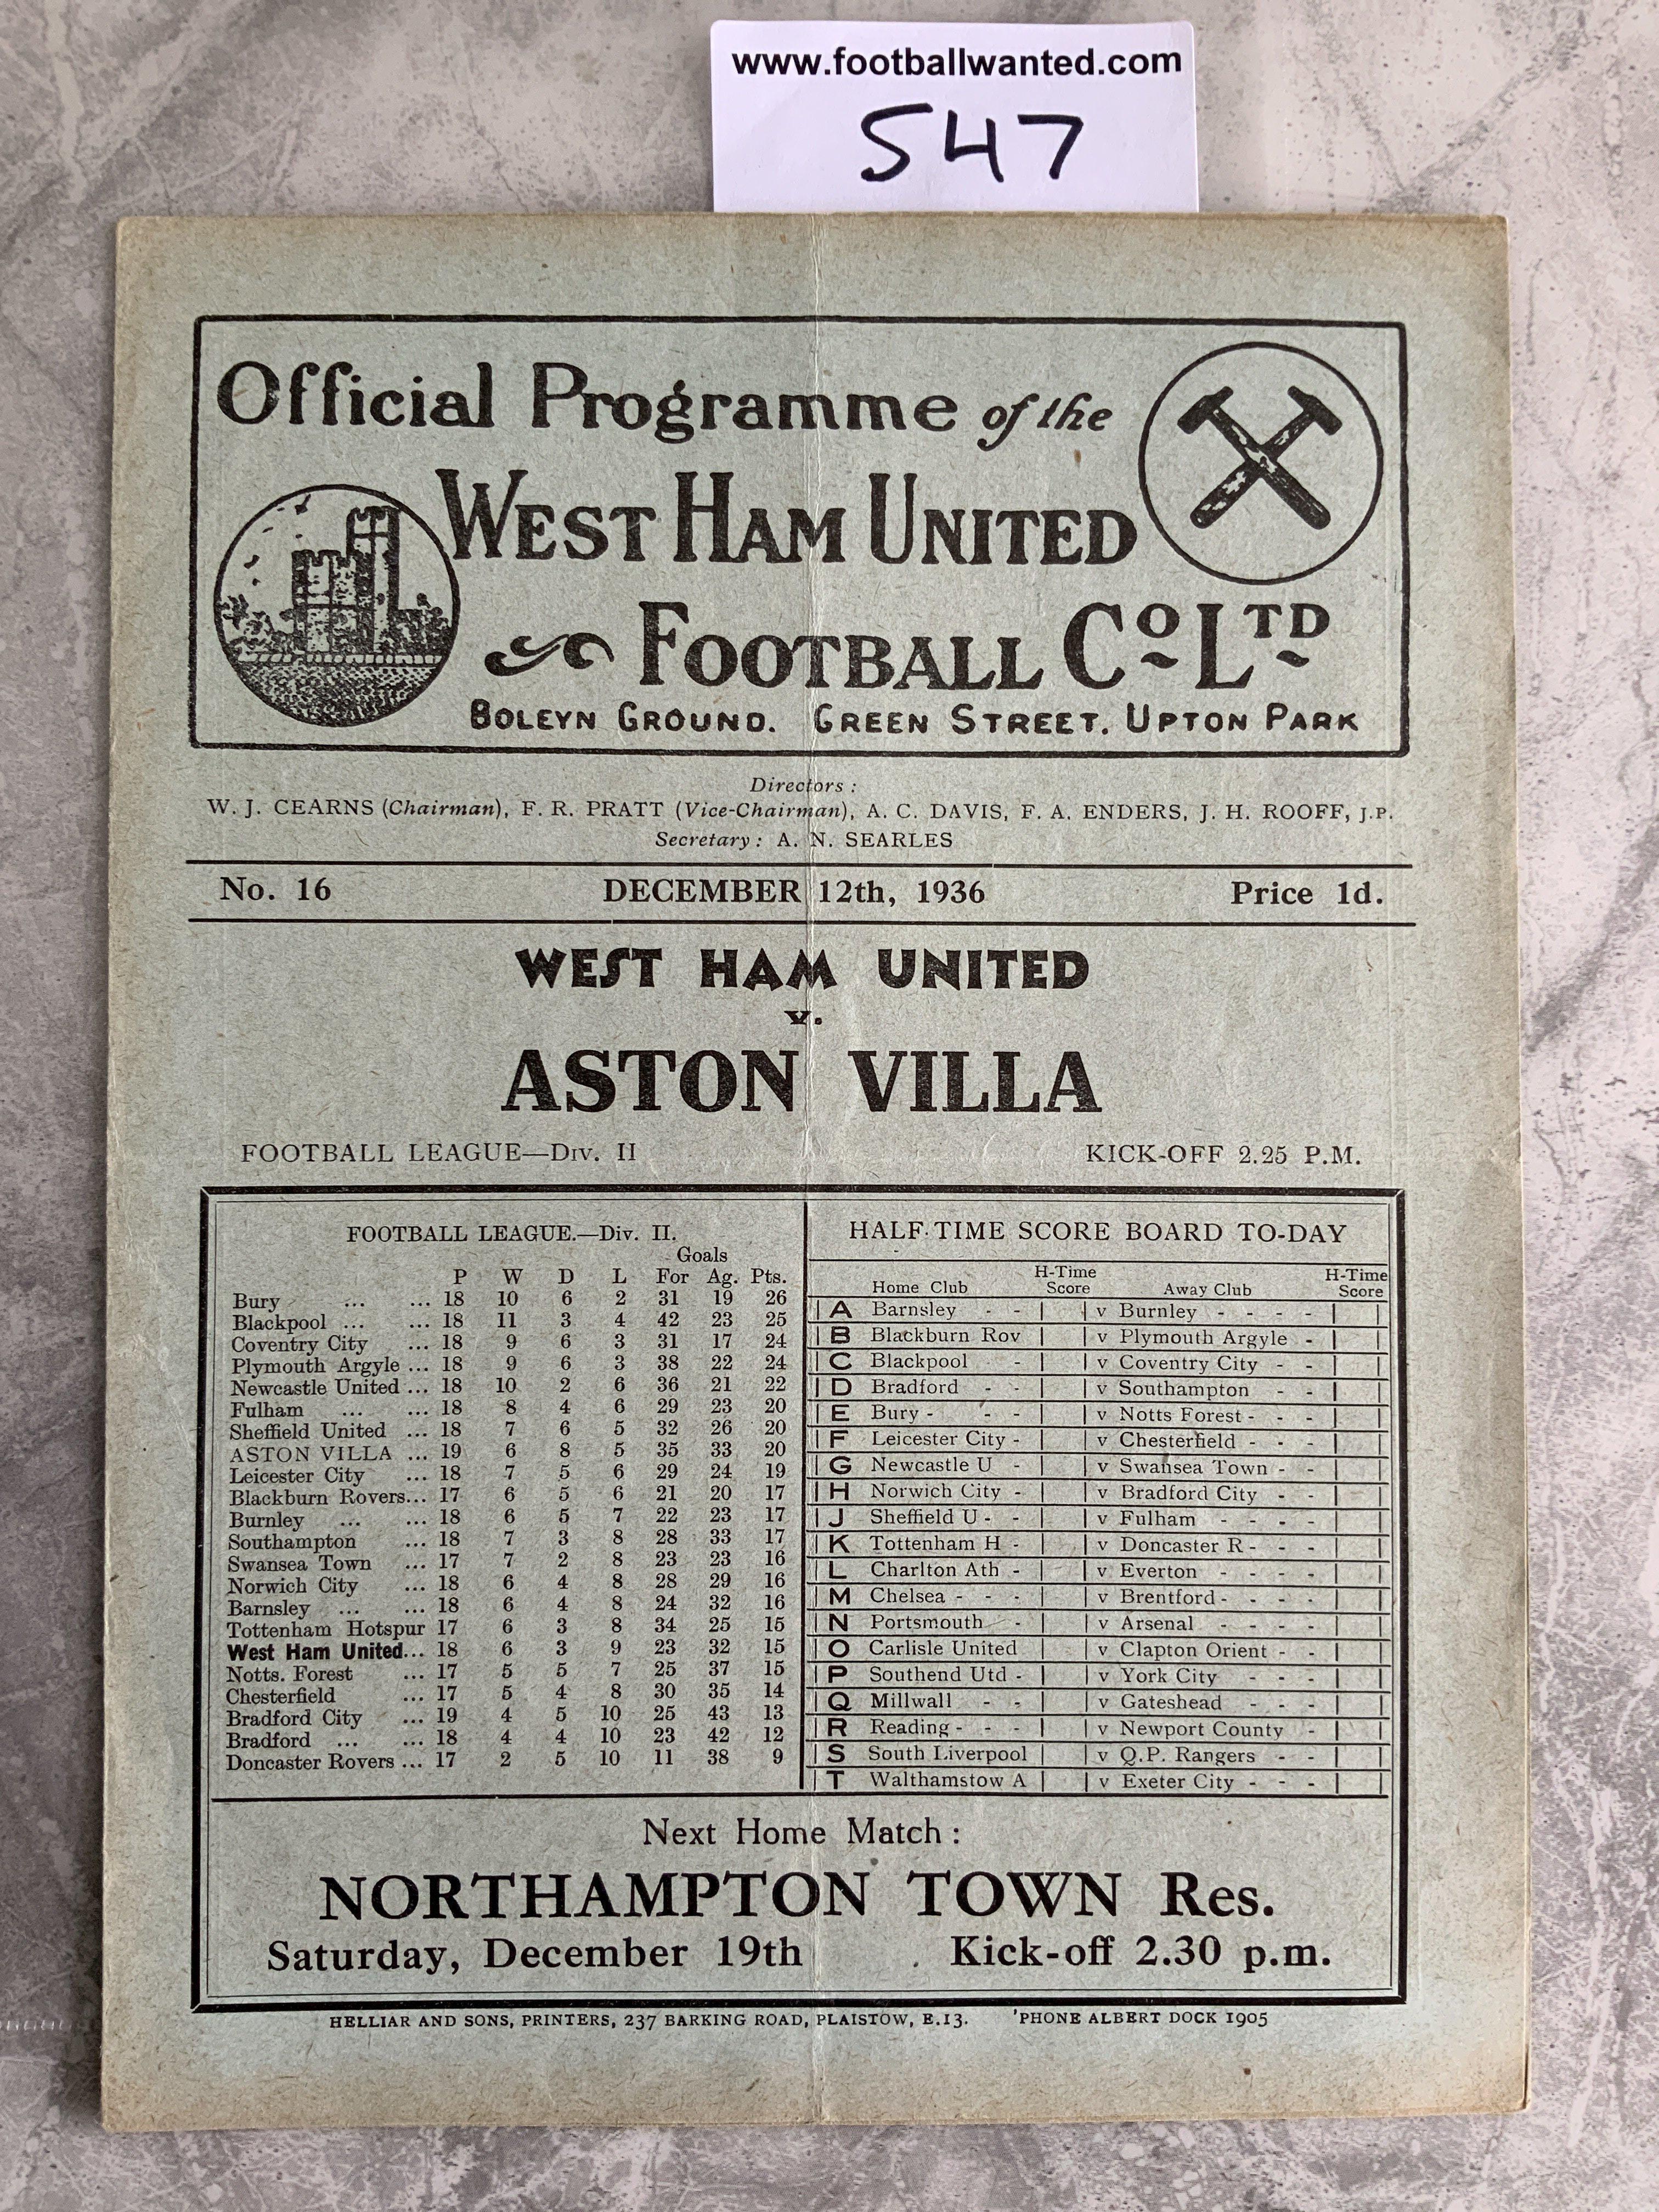 www.footballwanted.com
547
Official Programme of the
WEST HAM UNITED
FOOTBALL CO LTD
BOLEYN GROUND. GREEN STREET. UPTON PARK
Directors:
W. J. CEARNS (Chairman), F. R. PRATT (Vice-Chairman), A. C. DAVIS, F. A. ENDERS, J. H. ROOFF, J.P.
Secretary: A. N. SEARLES
No. 16 DECEMBER 12th, 1936 Price 1d.
WEST HAM UNITED
v.
ASTON VILLA
FOOTBALL LEAGUE—Div. II KICK-OFF 2.25 P.M.
FOOTBALL LEAGUE.—Div. II.
Goals
P W D L For Ag. Pts.
Bury ... ... 18 10 6 2 31 19 26
Blackpool ... ... 18 11 3 4 42 23 25
Coventry City ... 18 9 6 3 31 17 24
Plymouth Argyle ... 18 9 6 3 38 22 24
Newcastle United ... 18 10 2 6 36 21 22
Fulham ... ... 18 8 4 6 29 23 20
Sheffield United ... 18 7 6 5 32 26 20
ASTON VILLA ... 19 6 8 5 35 33 20
Leicester City ... 18 7 5 6 29 24 19
Blackburn Rovers... 17 6 5 6 21 20 17
Burnley ... ... 18 6 5 7 22 23 17
Southampton ... 18 7 3 8 28 33 17
Swansea Town ... 17 7 2 8 23 23 16
Norwich City ... 18 6 4 8 28 29 16
Barnsley ... ... 18 6 4 8 24 32 16
Tottenham Hotspur 17 6 3 8 34 25 15
West Ham United... 18 6 3 9 23 32 15
Notts. Forest ... 17 5 5 7 25 37 15
Chesterfield ... 17 5 4 8 30 35 14
Bradford City ... 19 4 5 10 25 43 13
Bradford ... ... 18 4 4 10 23 42 12
Doncaster Rovers ... 17 2 5 10 11 38 9
HALF-TIME SCORE BOARD TO-DAY
Home Club H-Time Score Away Club H-Time Score
A Barnsley - - v Burnley - - - -
B Blackburn Rov v Plymouth Argyle -
C Blackpool - v Coventry City - -
D Bradford - - v Southampton - -
E Bury - - - v Notts Forest - - -
F Leicester City - v Chesterfield - - -
G Newcastle U - v Swansea Town - -
H Norwich City - v Bradford City - -
J Sheffield U - - v Fulham - - - -
K Tottenham H - v Doncaster R - - -
L Charlton Ath - v Everton - - - -
M Chelsea - - - v Brentford - - - -
N Portsmouth - v Arsenal - - - -
O Carlisle United v Clapton Orient - -
P Southend Utd - v York City - - -
Q Millwall - - v Gateshead - - -
R Reading - - - v Newport County -
S South Liverpool v Q.P. Rangers - -
T Walthamstow A v Exeter City - - -
Next Home Match:
NORTHAMPTON TOWN Res.
Saturday, December 19th Kick-off 2.30 p.m.
HELLIAR AND SONS, PRINTERS, 237 BARKING ROAD, PLAISTOW, E.13. 'PHONE ALBERT DOCK 1905